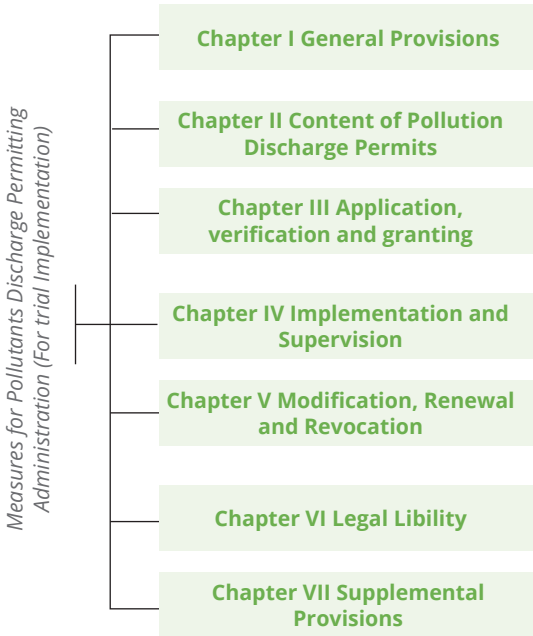 Measures for Pollutants Discharge Permitting
Administration (For trial Implementation)
Chapter I General Provisions
Chapter II Content of Pollution
Discharge Permits
Chapter III Application,
verification and granting
Chapter IV Implementation and
Supervision
Chapter V Modification, Renewal
and Revocation
Chapter VI Legal Libility
Chapter VII Supplemental
Provisions